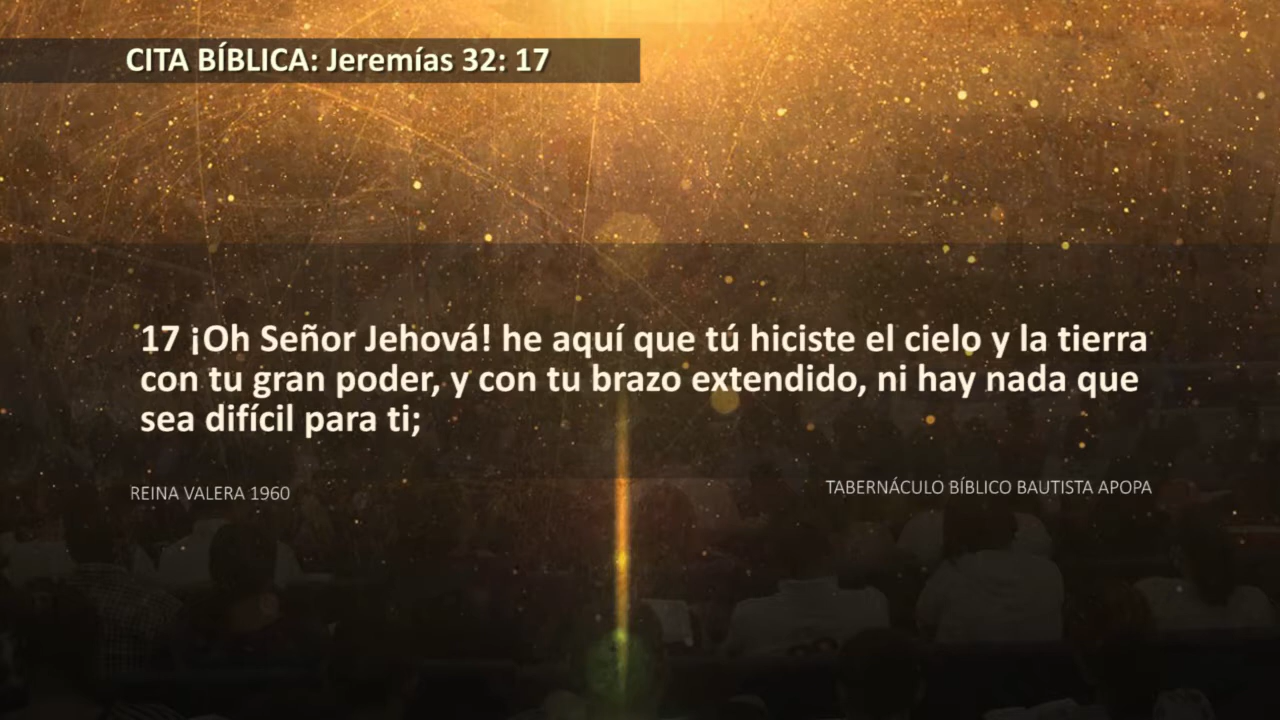 CITA BÍBLICA: Jeremías 32: 17
17 ¡Oh Señor Jehová! he aquí que tú hiciste el cielo y la tierra
con tu gran poder, y con tu brazo extendido, ni hay nada que
sea difícil para ti;
REINA VALERA 1960
TABERNÁCULO BÍBLICO BAUTISTA APOPA